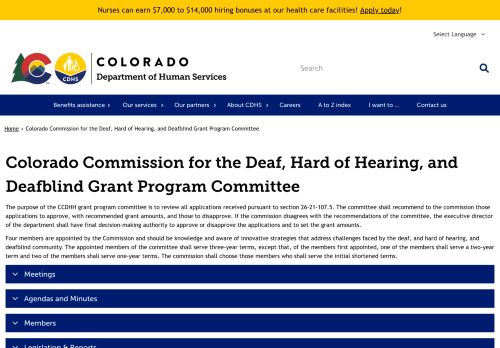 Nurses can earn $7,000 to $14,000 hiring bonuses at our health care facilities! Apply today!
Select Language
COLORADO
Department of Human Services
CDHS
Search
Benefits assistance
Our services
Our partners
About CDHS
Careers
A to Z index
I want to ...
Contact us
Home › Colorado Commission for the Deaf, Hard of Hearing, and Deafblind Grant Program Committee
Colorado Commission for the Deaf, Hard of Hearing, and
Deafblind Grant Program Committee
The purpose of the CCDHH grant program committee is to review all applications received pursuant to section 26-21-107.5. The committee shall recommend to the commission those
applications to approve, with recommended grant amounts, and those to disapprove. If the commission disagrees with the recommendations of the committee, the executive director
of the department shall have final decision-making authority to approve or disapprove the applications and to set the grant amounts.
Four members are appointed by the Commission and should be knowledge and aware of innovative strategies that address challenges faced by the deaf, and hard of hearing, and
deafblind community. The appointed members of the committee shall serve three-year terms, except that, of the members first appointed, one of the members shall serve a two-year
term and two of the members shall serve one-year terms. The commission shall choose those members who shall serve the initial shortened terms.
Meetings
Agendas and Minutes
Members
Legislation & Reports